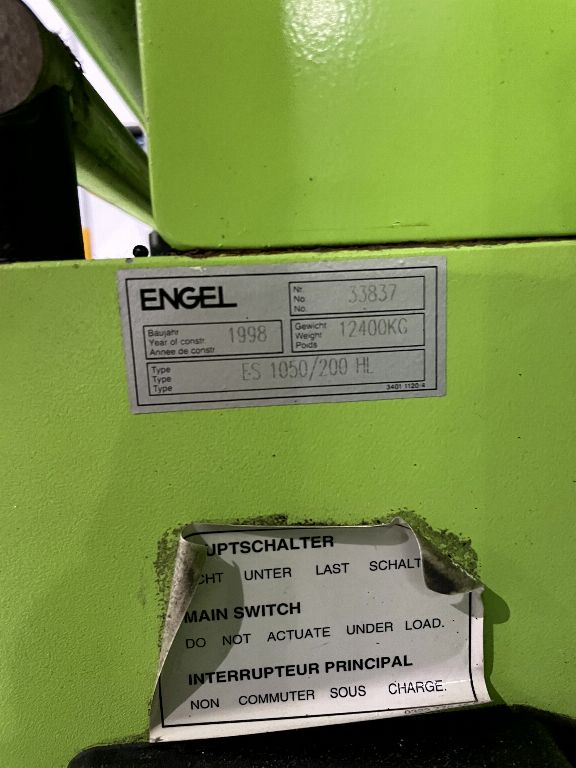 ENGEL
Nr.
No.
No.
33837
Baujahr
Year of constr.
Annee de constr.
1998
Gewicht
Weight
Poids
12400KG
Type
Type
Type
ES 1050/200 HL
3401 1120 4
UPTSCHALTER
CHT UNTER LAST SCHALT
MAIN SWITCH
DO NOT ACTUATE UNDER LOAD.
INTERRUPTEUR PRINCIPAL
NON COMMUTER SOUS CHARGE.